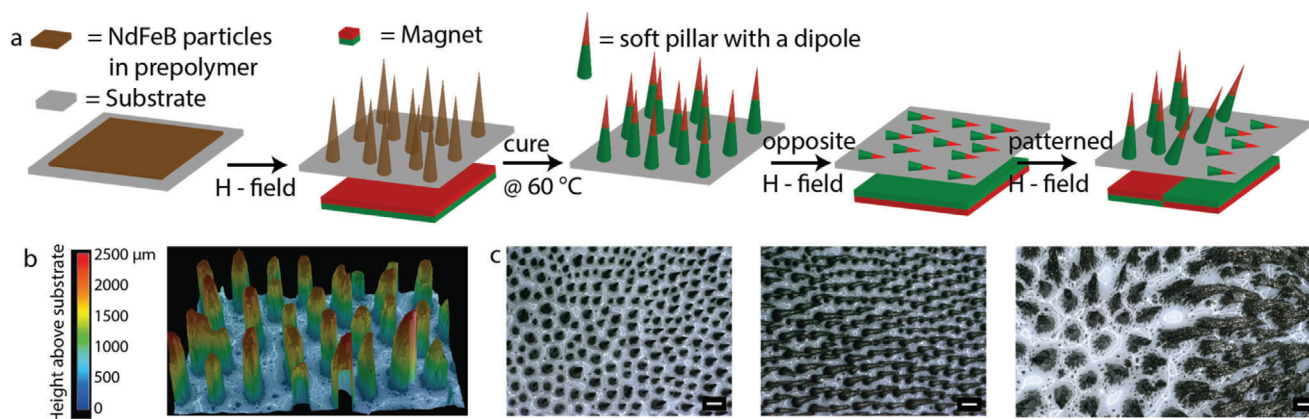 a
= NdFeB particles
in prepolymer
= Magnet
= soft pillar with a dipole
= Substrate
H - field
cure
@ 60 °C
opposite
H - field
patterned
H - field
b
Height above substrate
2500 µm
2000
1500
1000
500
0
c